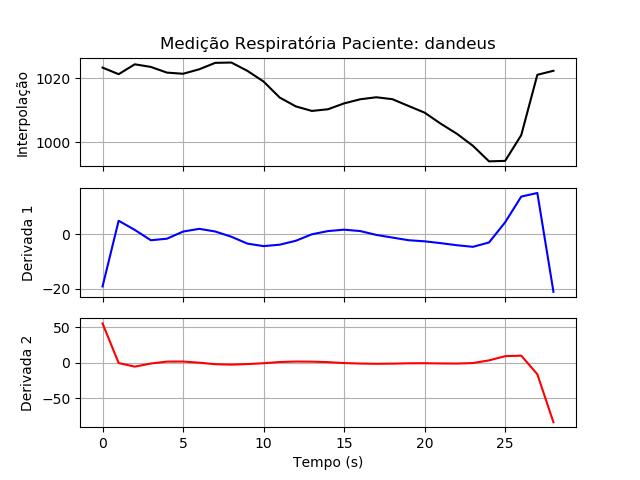 Medição Respiratória Paciente: dandeus
Interpolação
1020
1000
Derivada 1
0
−20
Derivada 2
50
0
−50
0 5 10 15 20 25
Tempo (s)